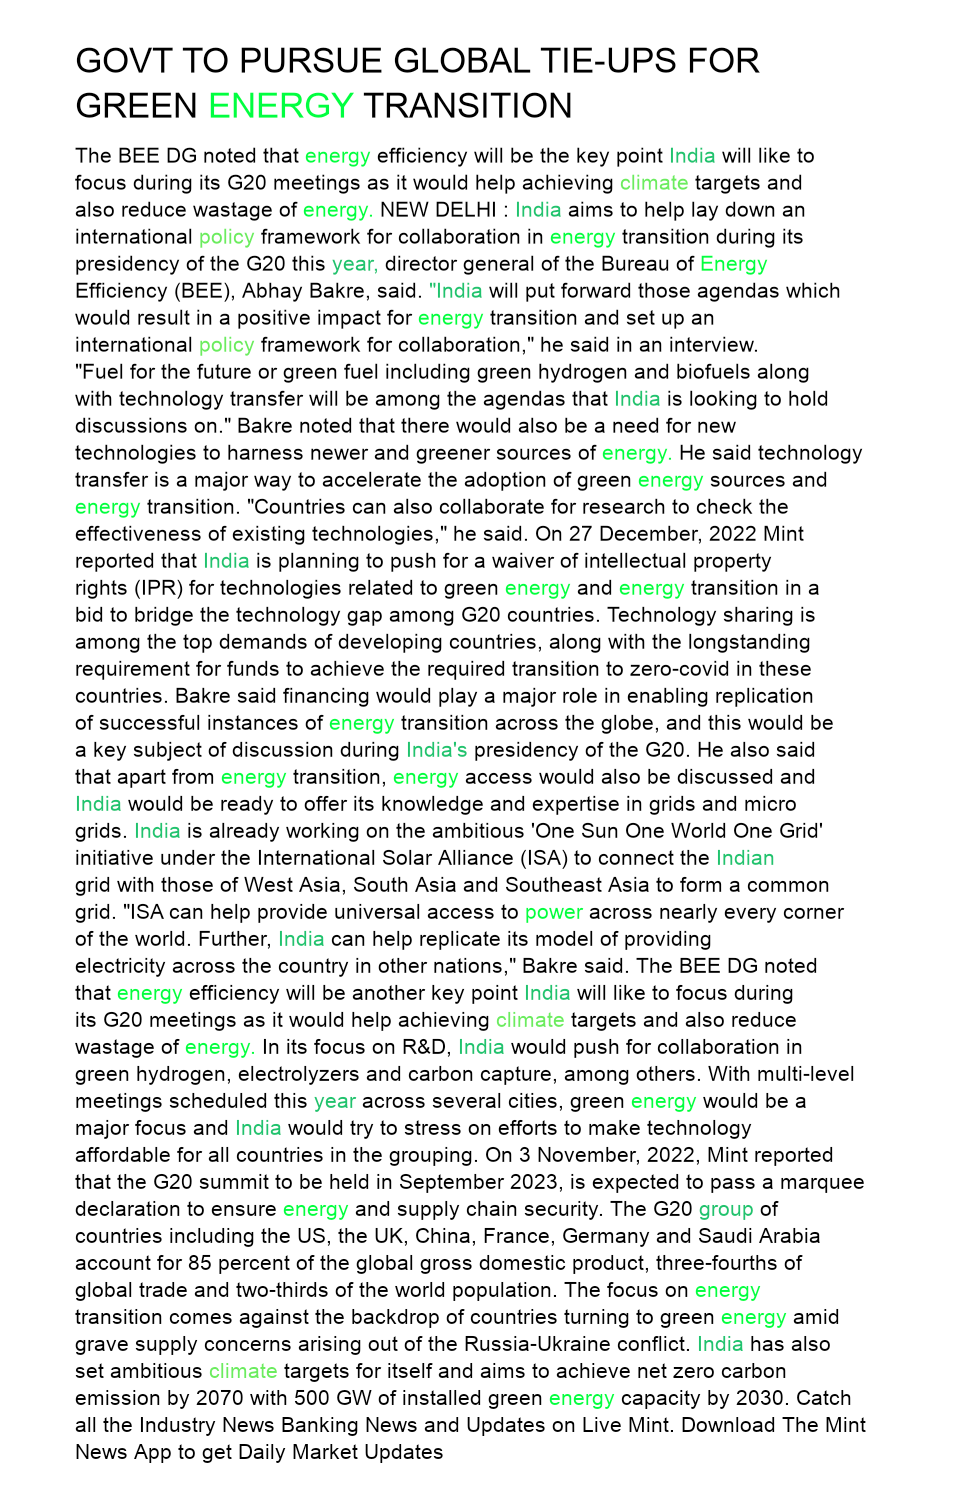 GOVT TO PURSUE GLOBAL TIE-UPS FOR
GREEN ENERGY TRANSITION
The BEE DG noted that energy efficiency will be the key point India will like to
focus during its G20 meetings as it would help achieving climate targets and
also reduce wastage of energy. NEW DELHI : India aims to help lay down an
international policy framework for collaboration in energy transition during its
presidency of the G20 this year, director general of the Bureau of Energy
Efficiency (BEE), Abhay Bakre, said. "India will put forward those agendas which
would result in a positive impact for energy transition and set up an
international policy framework for collaboration," he said in an interview.
"Fuel for the future or green fuel including green hydrogen and biofuels along
with technology transfer will be among the agendas that India is looking to hold
discussions on." Bakre noted that there would also be a need for new
technologies to harness newer and greener sources of energy. He said technology
transfer is a major way to accelerate the adoption of green energy sources and
energy transition. "Countries can also collaborate for research to check the
effectiveness of existing technologies," he said. On 27 December, 2022 Mint
reported that India is planning to push for a waiver of intellectual property
rights (IPR) for technologies related to green energy and energy transition in a
bid to bridge the technology gap among G20 countries. Technology sharing is
among the top demands of developing countries, along with the longstanding
requirement for funds to achieve the required transition to zero-covid in these
countries. Bakre said financing would play a major role in enabling replication
of successful instances of energy transition across the globe, and this would be
a key subject of discussion during India's presidency of the G20. He also said
that apart from energy transition, energy access would also be discussed and
India would be ready to offer its knowledge and expertise in grids and micro
grids. India is already working on the ambitious 'One Sun One World One Grid'
initiative under the International Solar Alliance (ISA) to connect the Indian
grid with those of West Asia, South Asia and Southeast Asia to form a common
grid. "ISA can help provide universal access to power across nearly every corner
of the world. Further, India can help replicate its model of providing
electricity across the country in other nations," Bakre said. The BEE DG noted
that energy efficiency will be another key point India will like to focus during
its G20 meetings as it would help achieving climate targets and also reduce
wastage of energy. In its focus on R&D, India would push for collaboration in
green hydrogen, electrolyzers and carbon capture, among others. With multi-level
meetings scheduled this year across several cities, green energy would be a
major focus and India would try to stress on efforts to make technology
affordable for all countries in the grouping. On 3 November, 2022, Mint reported
that the G20 summit to be held in September 2023, is expected to pass a marquee
declaration to ensure energy and supply chain security. The G20 group of
countries including the US, the UK, China, France, Germany and Saudi Arabia
account for 85 percent of the global gross domestic product, three-fourths of
global trade and two-thirds of the world population. The focus on energy
transition comes against the backdrop of countries turning to green energy amid
grave supply concerns arising out of the Russia-Ukraine conflict. India has also
set ambitious climate targets for itself and aims to achieve net zero carbon
emission by 2070 with 500 GW of installed green energy capacity by 2030. Catch
all the Industry News Banking News and Updates on Live Mint. Download The Mint
News App to get Daily Market Updates